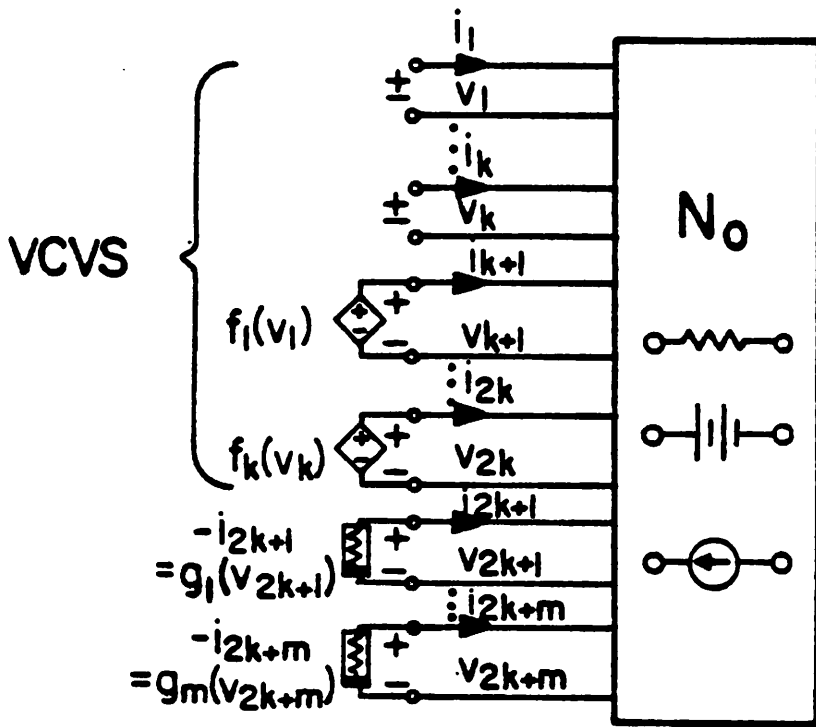 i₁
± v₁
iₖ
± vₖ
N₀
VCVS
iₖ₊₁
f₁(v₁) + − + − vₖ₊₁
i₂ₖ
fₖ(vₖ) + − + − v₂ₖ
−i₂ₖ₊₁ i₂ₖ₊₁
=g₁(v₂ₖ₊₁) + − v₂ₖ₊₁
−i₂ₖ₊ₘ i₂ₖ₊ₘ
=gₘ(v₂ₖ₊ₘ) + − v₂ₖ₊ₘ